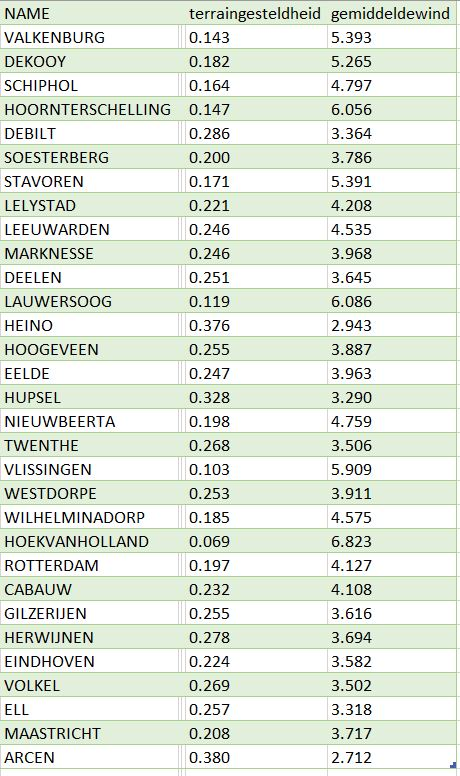 NAME terraingesteldheid gemiddeldewind
VALKENBURG 0.143 5.393
DEKOOY 0.182 5.265
SCHIPHOL 0.164 4.797
HOORNTERSCHELLING 0.147 6.056
DEBILT 0.286 3.364
SOESTERBERG 0.200 3.786
STAVOREN 0.171 5.391
LELYSTAD 0.221 4.208
LEEUWARDEN 0.246 4.535
MARKNESSE 0.246 3.968
DEELEN 0.251 3.645
LAUWERSOOG 0.119 6.086
HEINO 0.376 2.943
HOOGEVEEN 0.255 3.887
EELDE 0.247 3.963
HUPSEL 0.328 3.290
NIEUWBEERTA 0.198 4.759
TWENTHE 0.268 3.506
VLISSINGEN 0.103 5.909
WESTDORPE 0.253 3.911
WILHELMINADORP 0.185 4.575
HOEKVANHOLLAND 0.069 6.823
ROTTERDAM 0.197 4.127
CABAUW 0.232 4.108
GILZERIJEN 0.255 3.616
HERWIJNEN 0.278 3.694
EINDHOVEN 0.224 3.582
VOLKEL 0.269 3.502
ELL 0.257 3.318
MAASTRICHT 0.208 3.717
ARCEN 0.380 2.712